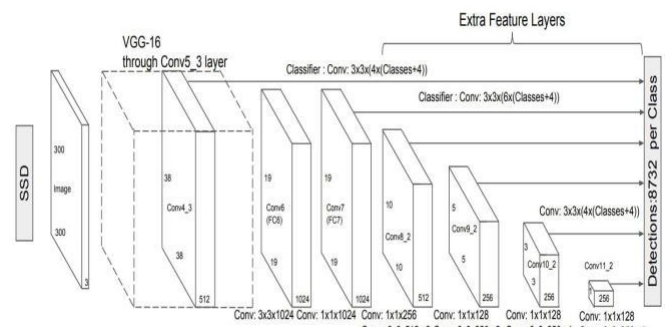 Extra Feature Layers
VGG-16
through Conv5_3 layer
Classifier : Conv: 3x3x(4x(Classes+4))
Classifier : Conv: 3x3x(6x(Classes+4))
SSD
300
Image
300
3
38
Conv4_3
38
512
19
Conv6
(FC6)
19
1024
19
Conv7
(FC7)
19
1024
10
Conv8_2
10
512
5
Conv9_2
5
256
Conv: 3x3x(4x(Classes+4))
3
Conv10_2
3
256
Conv11_2
1
256
Detections:8732 per Class
Conv: 3x3x1024
Conv: 1x1x1024
Conv: 1x1x256
Conv: 1x1x128
Conv: 1x1x128
Conv: 1x1x128